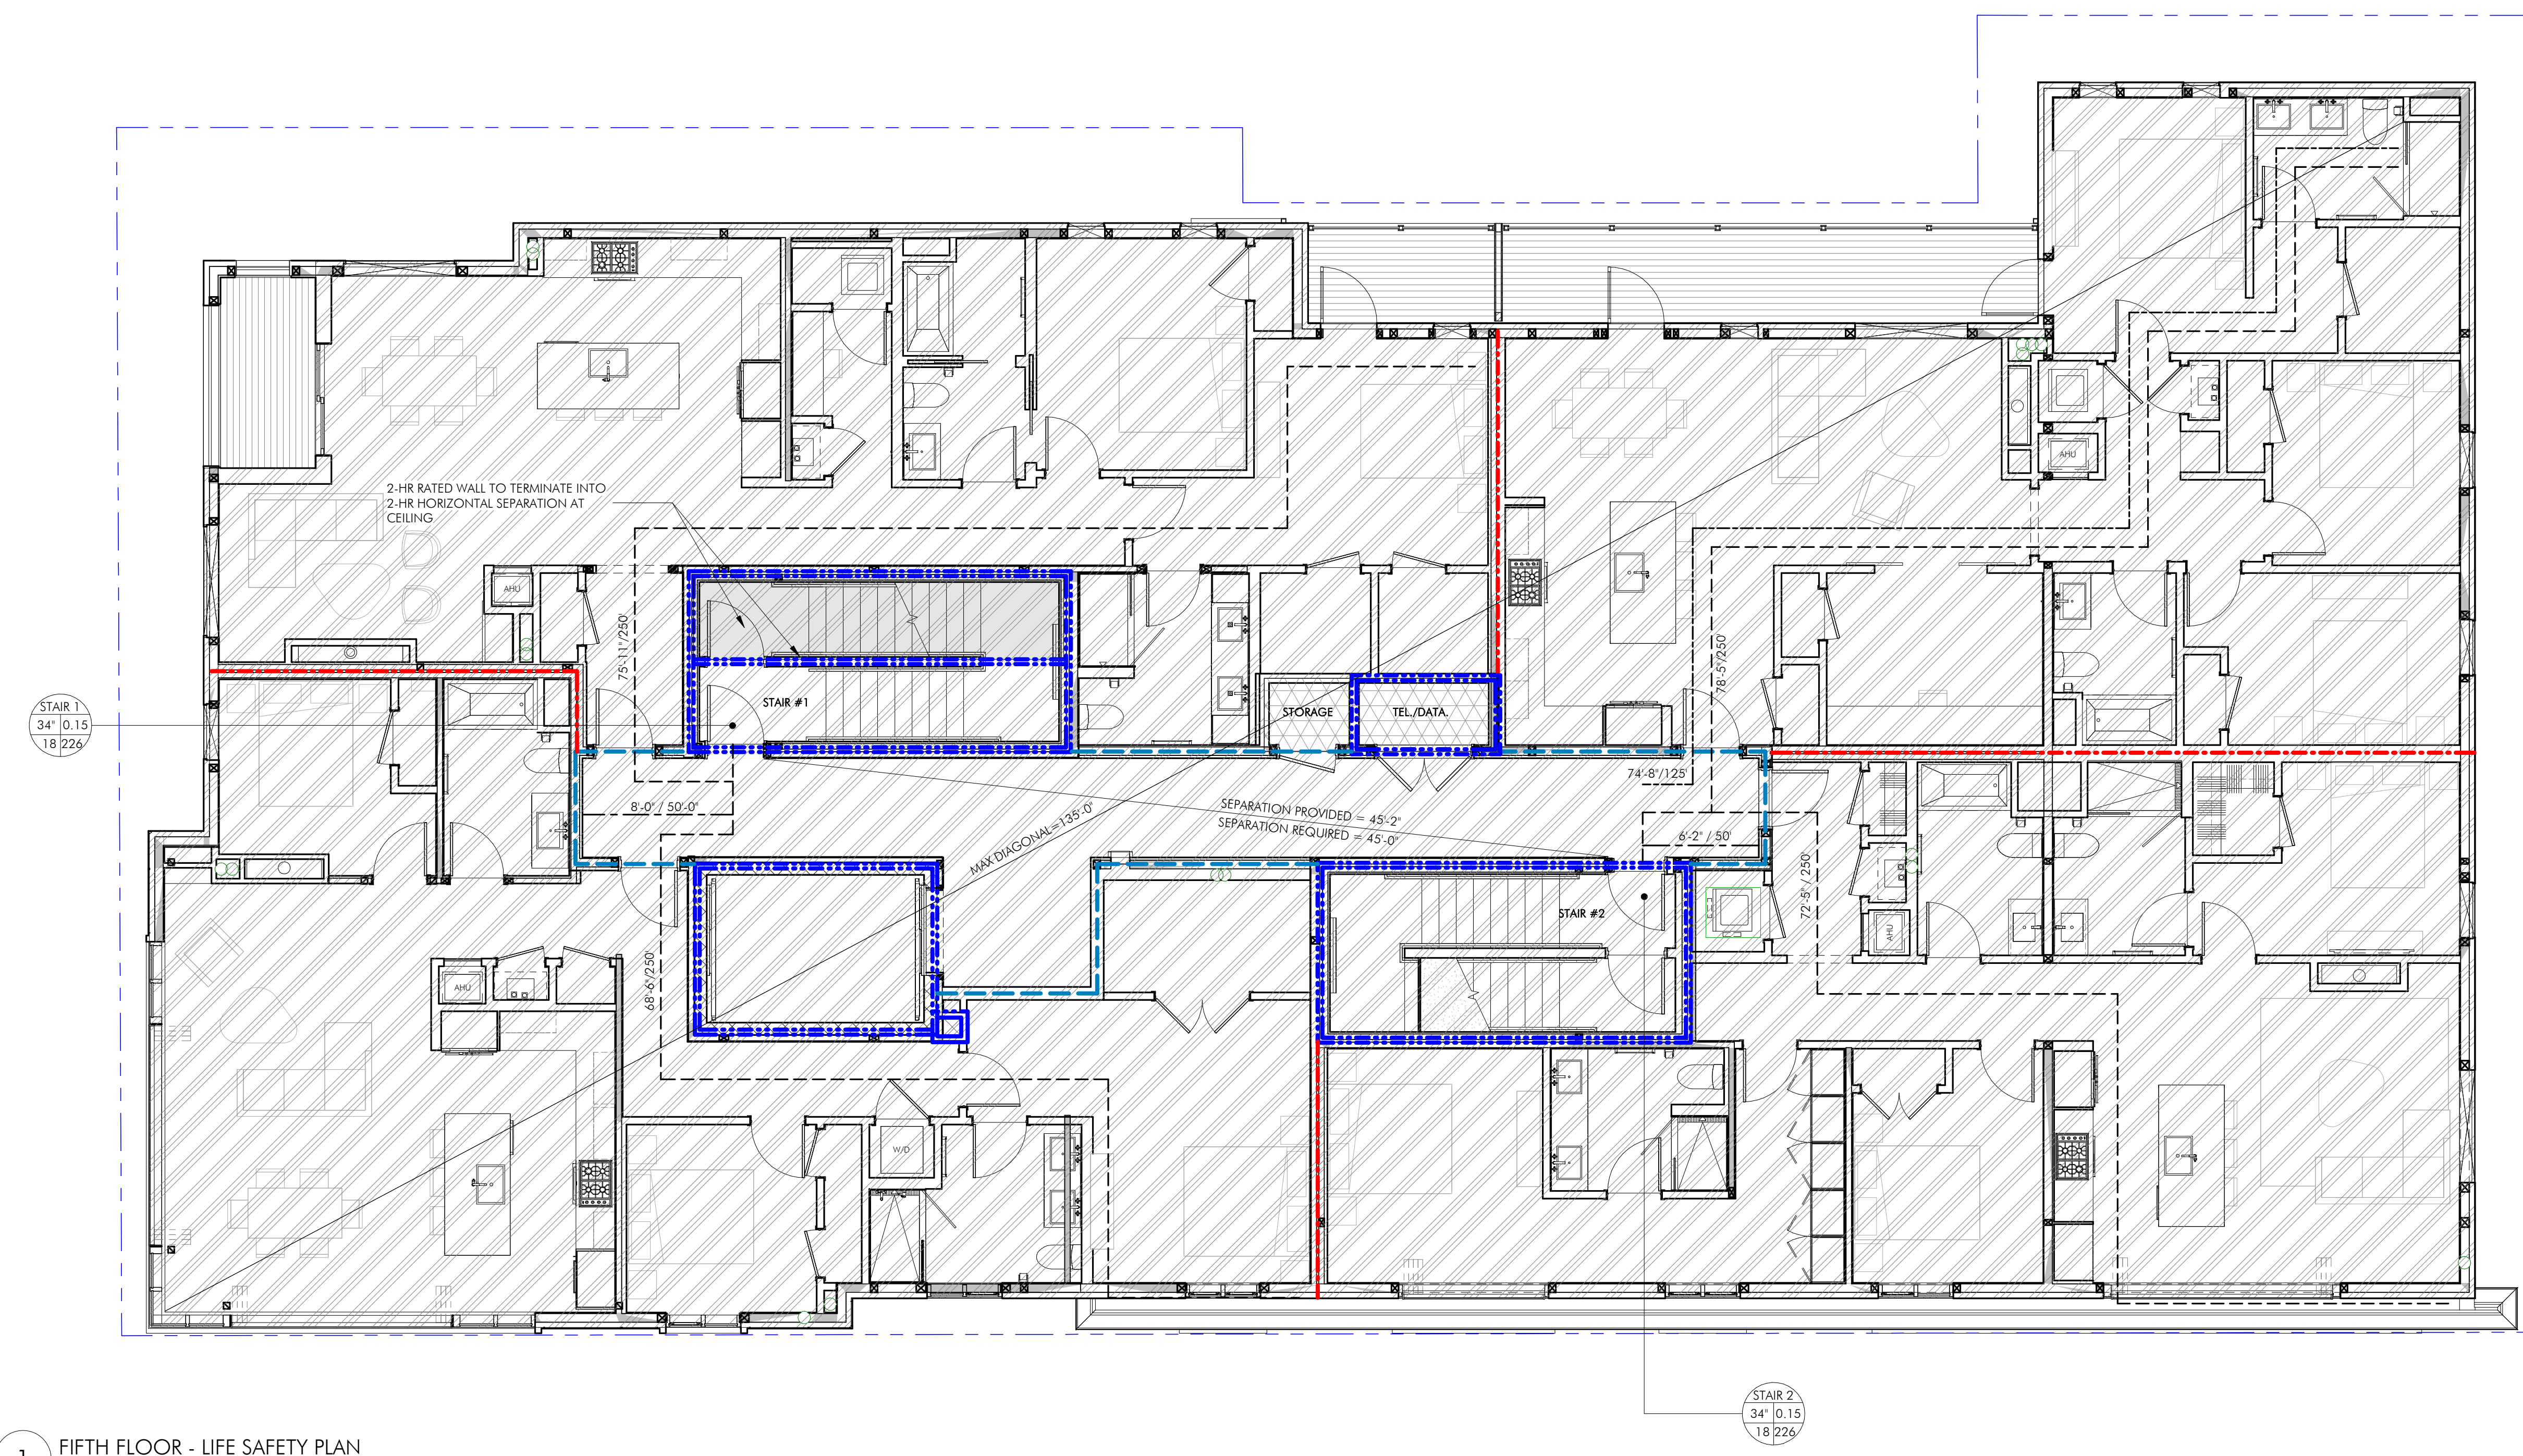 2-HR RATED WALL TO TERMINATE INTO
2-HR HORIZONTAL SEPARATION AT
CEILING
AHU
AHU
75'-11"/250'
78'-5"/250'
STAIR #1
STORAGE
TEL./DATA.
STAIR 1
34" 0.15
18 226
74'-8"/125'
8'-0" / 50'-0"
SEPARATION PROVIDED = 45'-2"
SEPARATION REQUIRED = 45'-0"
MAX DIAGONAL=135'-0"
6'-2" / 50'
72'-5" / 250'
STAIR #2
AHU
68'-6"/250'
AHU
W/D
STAIR 2
34" 0.15
18 226
1
FIFTH FLOOR - LIFE SAFETY PLAN